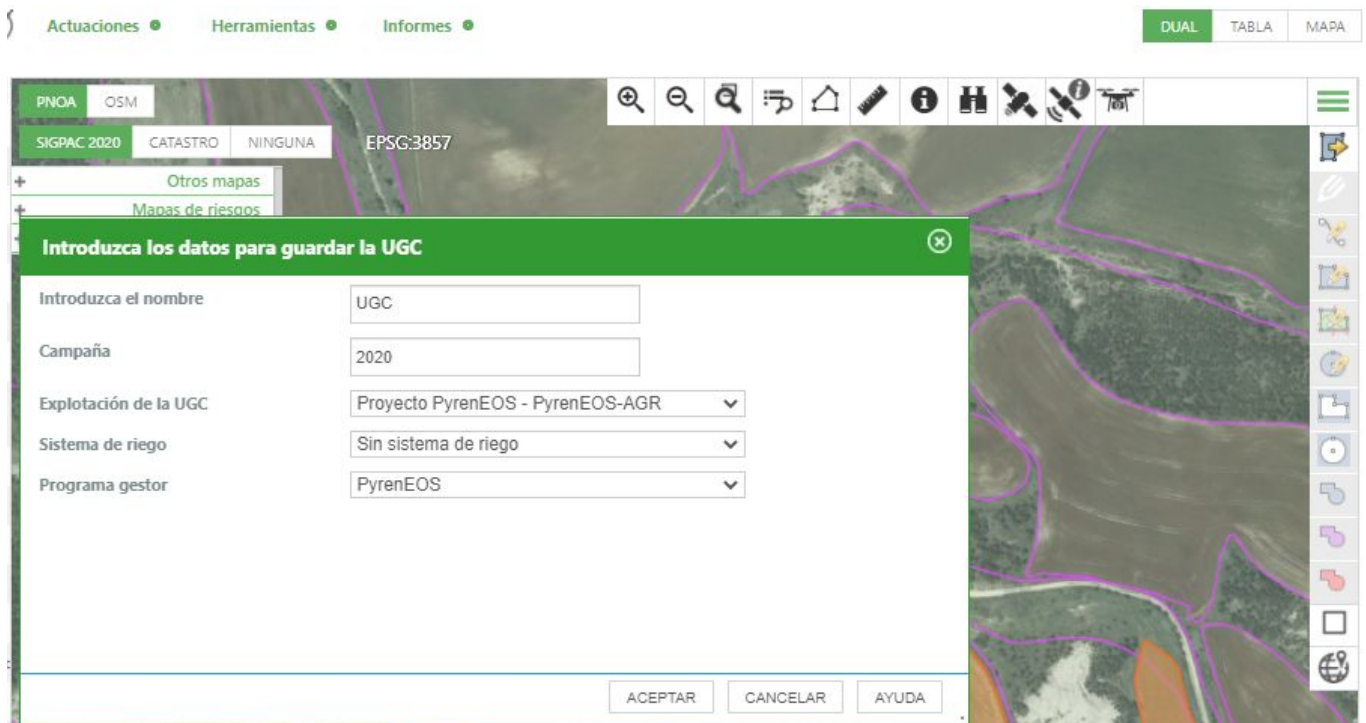 Actuaciones Herramientas Informes DUAL TABLA MAPA
PNOA OSM
SIGPAC 2020 CATASTRO NINGUNA EPSG:3857
+ Otros mapas
+ Mapas de riesgos
Introduzca los datos para guardar la UGC
Introduzca el nombre UGC
Campaña 2020
Explotación de la UGC Proyecto PyrenEOS - PyrenEOS-AGR
Sistema de riego Sin sistema de riego
Programa gestor PyrenEOS
ACEPTAR CANCELAR AYUDA